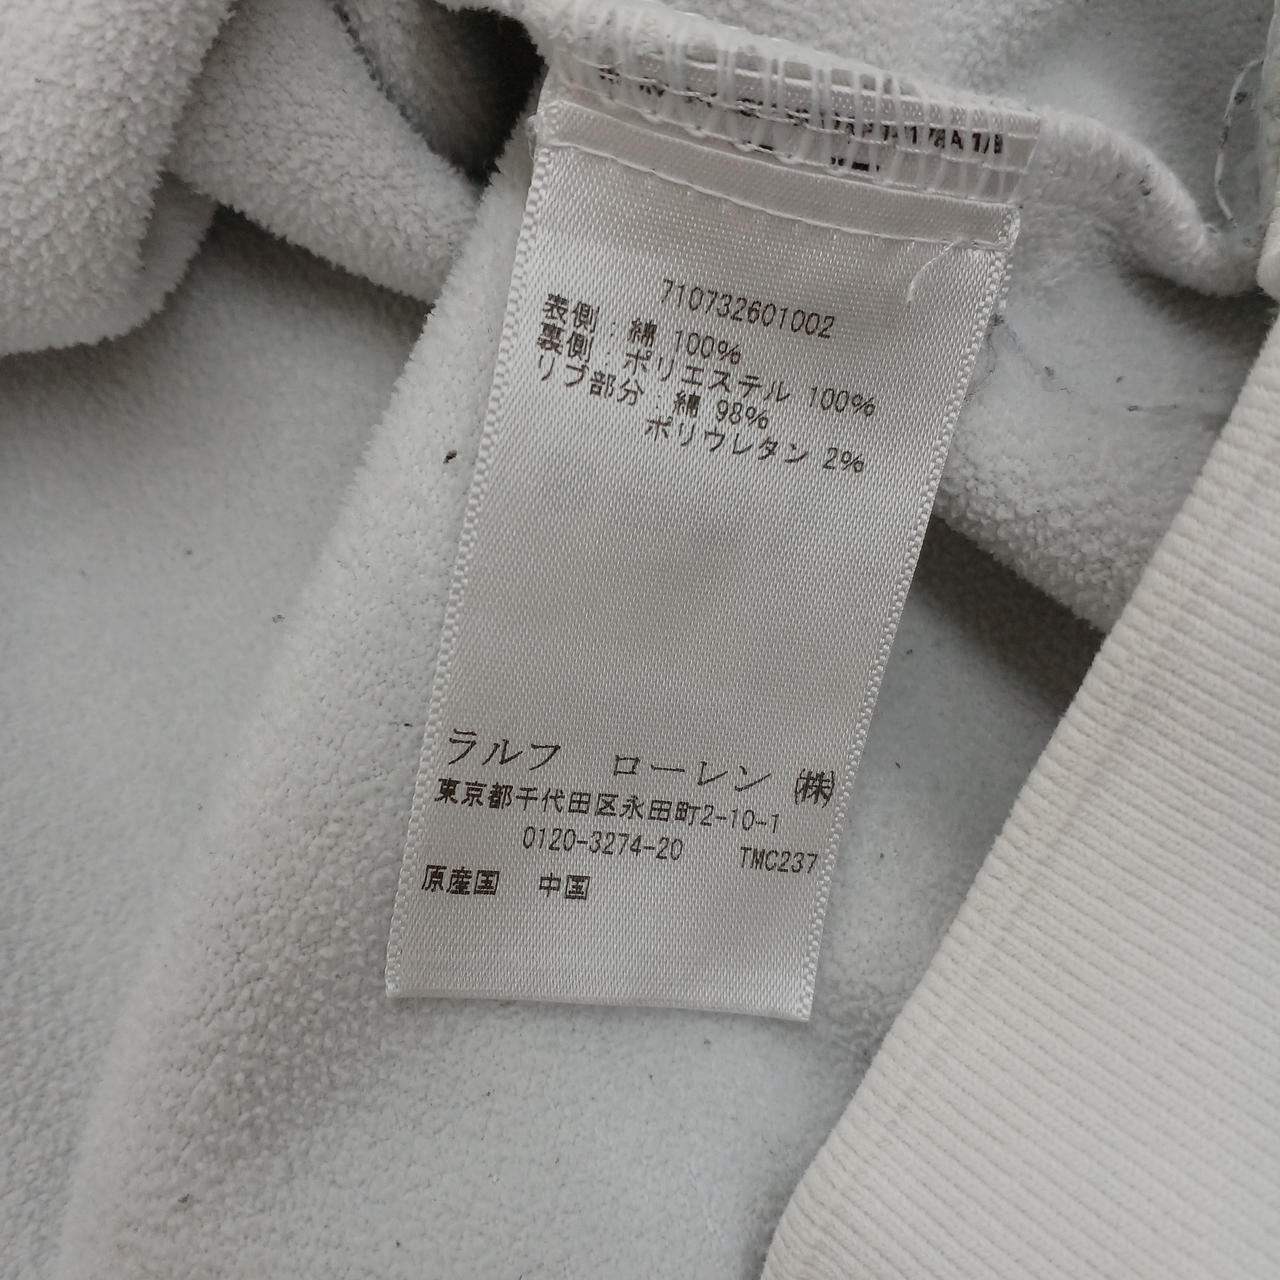 710732601002
表側：綿 100%
裏側：ポリエステル 100%
リブ部分：綿 98%
ポリウレタン 2%
ラルフ ローレン ㈱
東京都千代田区永田町2-10-1
0120-3274-20 TMC237
原産国 中国